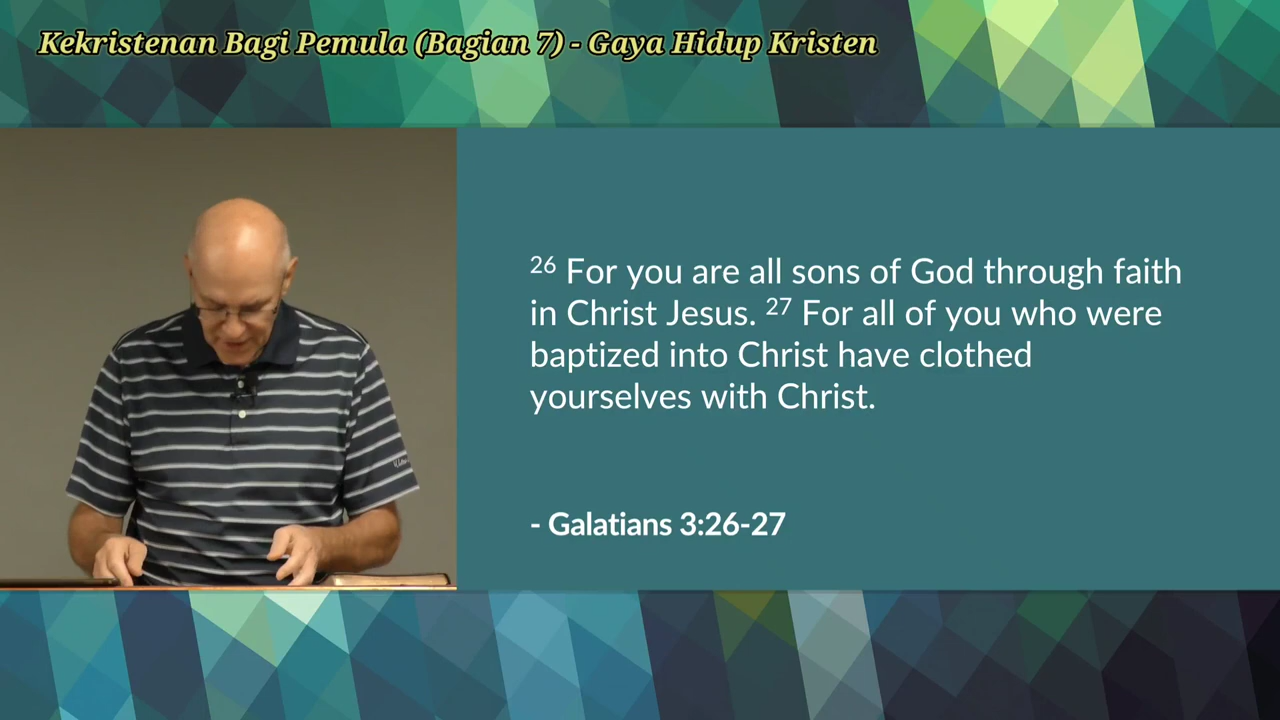 Kekristenan Bagi Pemula (Bagian 7) - Gaya Hidup Kristen
26 For you are all sons of God through faith
in Christ Jesus. 27 For all of you who were
baptized into Christ have clothed
yourselves with Christ.
- Galatians 3:26-27